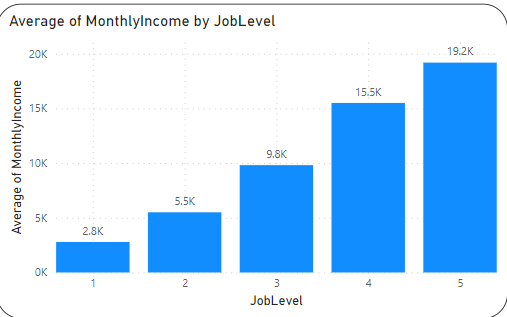 Average of MonthlyIncome by JobLevel
Average of MonthlyIncome
20K
15K
10K
5K
0K
2.8K
5.5K
9.8K
15.5K
19.2K
1
2
3
4
5
JobLevel